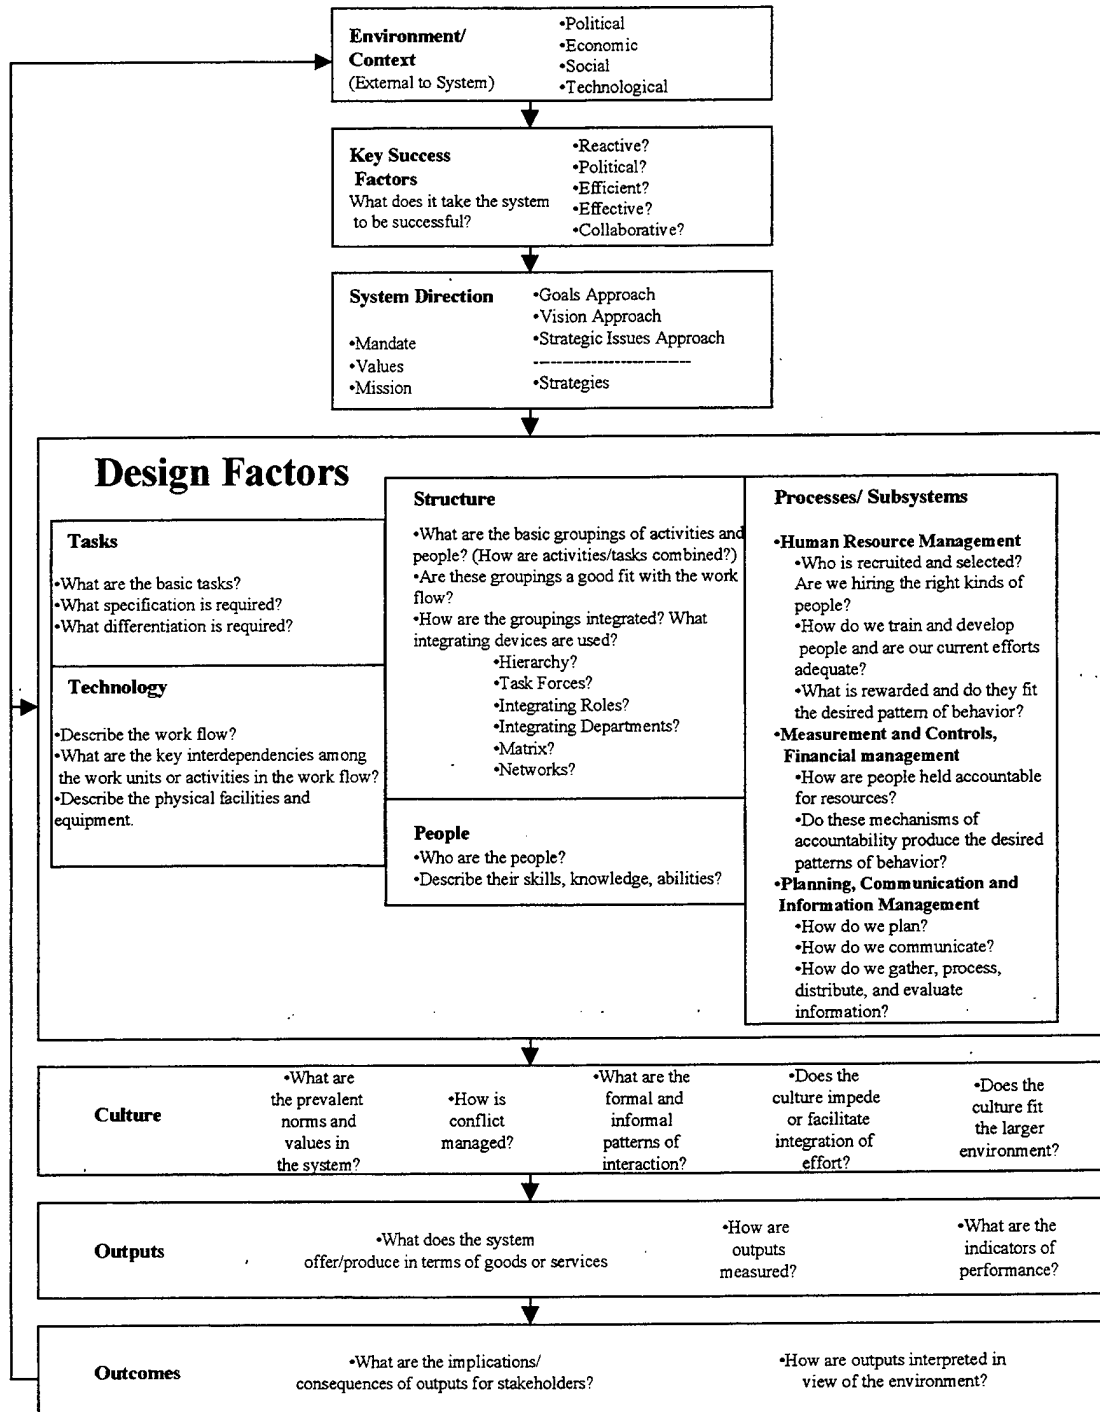 Environment/
Context
(External to System)
•Political
•Economic
•Social
•Technological
Key Success
Factors
What does it take the system
to be successful?
•Reactive?
•Political?
•Efficient?
•Effective?
•Collaborative?
System Direction
•Mandate
•Values
•Mission
•Goals Approach
•Vision Approach
•Strategic Issues Approach
--------------------------
•Strategies
Design Factors
Tasks
•What are the basic tasks?
•What specification is required?
•What differentiation is required?
Technology
•Describe the work flow?
•What are the key interdependencies among
the work units or activities in the work flow?
•Describe the physical facilities and
equipment.
Structure
•What are the basic groupings of activities and
people? (How are activities/tasks combined?)
•Are these groupings a good fit with the work
flow?
•How are the groupings integrated? What
integrating devices are used?
•Hierarchy?
•Task Forces?
•Integrating Roles?
•Integrating Departments?
•Matrix?
•Networks?
People
•Who are the people?
•Describe their skills, knowledge, abilities?
Processes/ Subsystems
•Human Resource Management
•Who is recruited and selected?
Are we hiring the right kinds of
people?
•How do we train and develop
people and are our current efforts
adequate?
•What is rewarded and do they fit
the desired pattern of behavior?
•Measurement and Controls,
Financial management
•How are people held accountable
for resources?
•Do these mechanisms of
accountability produce the desired
patterns of behavior?
•Planning, Communication and
Information Management
•How do we plan?
•How do we communicate?
•How do we gather, process,
distribute, and evaluate
information?
Culture
•What are
the prevalent
norms and
values in
the system?
•How is
conflict
managed?
•What are the
formal and
informal
patterns of
interaction?
•Does the
culture impede
or facilitate
integration of
effort?
•Does the
culture fit
the larger
environment?
Outputs
•What does the system
offer/produce in terms of goods or services
•How are
outputs
measured?
•What are the
indicators of
performance?
Outcomes
•What are the implications/
consequences of outputs for stakeholders?
•How are outputs interpreted in
view of the environment?